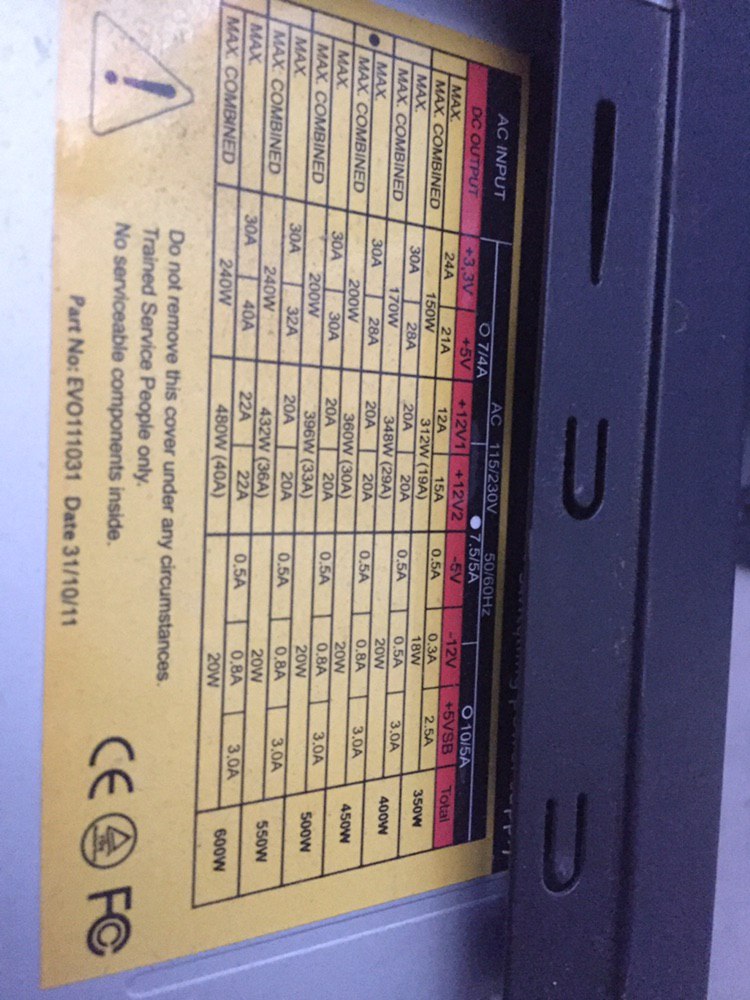 AC INPUT AC 115/230V 50/60Hz
○ 7/4A ● 7.5/5A ○ 10/5A
DC OUTPUT +3.3V +5V +12V1 +12V2 -5V -12V +5VSB Total
MAX. 24A 21A 12A 15A 0.5A 0.3A 2.5A 350W
MAX. COMBINED 150W 312W (19A) 18W
MAX. 30A 28A 20A 20A 0.5A 0.5A 3.0A 400W
MAX. COMBINED 170W 348W (29A) 20W
● MAX. 30A 28A 20A 20A 0.5A 0.8A 3.0A 450W
MAX. COMBINED 200W 360W (30A) 20W
MAX. 30A 30A 20A 20A 0.5A 0.8A 3.0A 500W
MAX. COMBINED 200W 396W (33A) 20W
MAX. 30A 32A 20A 20A 0.5A 0.8A 3.0A 550W
MAX. COMBINED 240W 432W (36A) 20W
MAX. 30A 40A 22A 22A 0.5A 0.8A 3.0A 600W
MAX. COMBINED 240W 480W (40A) 20W
Do not remove this cover under any circumstances.
Trained Service People only.
No serviceable components inside.
Part No: EVO111031 Date 31/10/11
CE FC